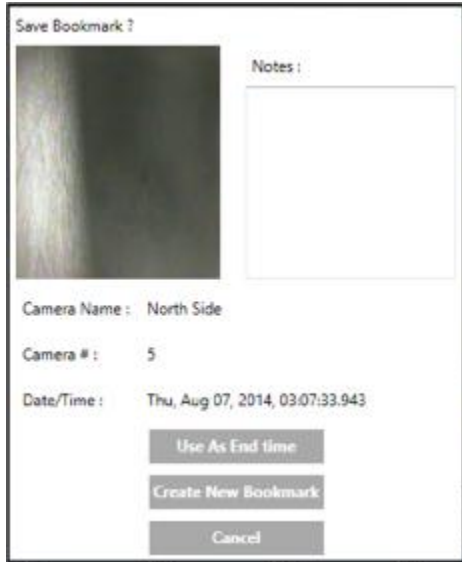 Save Bookmark ?
Notes :
Camera Name : North Side
Camera # : 5
Date/Time : Thu, Aug 07, 2014, 03:07:33.943
Use As End time
Create New Bookmark
Cancel